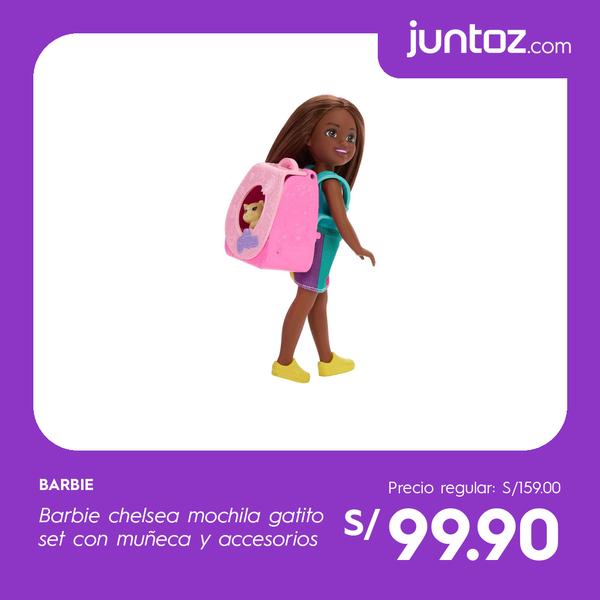 juntoz.com
BARBIE
Barbie chelsea mochila gatito
set con muñeca y accesorios
Precio regular: S/159.00
S/99.90